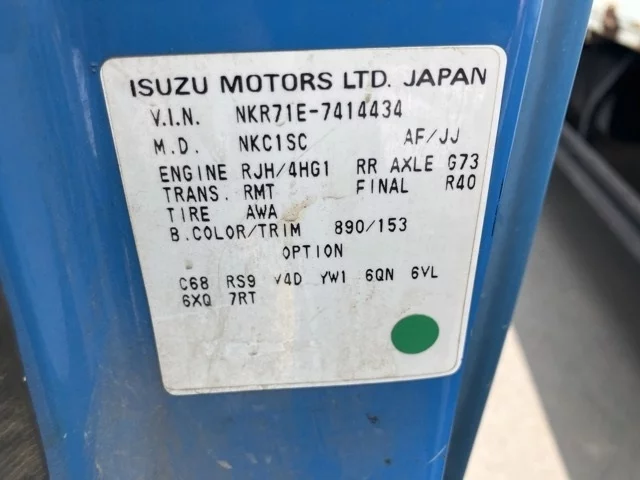 ISUZU MOTORS LTD. JAPAN
V.I.N. NKR71E-7414434
M.D. NKC1SC AF/JJ
ENGINE RJH/4HG1 RR AXLE G73
TRANS. RMT FINAL R40
TIRE AWA
B.COLOR/TRIM 890/153
OPTION
C68 RS9 V4D YW1 6QN 6VL
6XQ 7RT